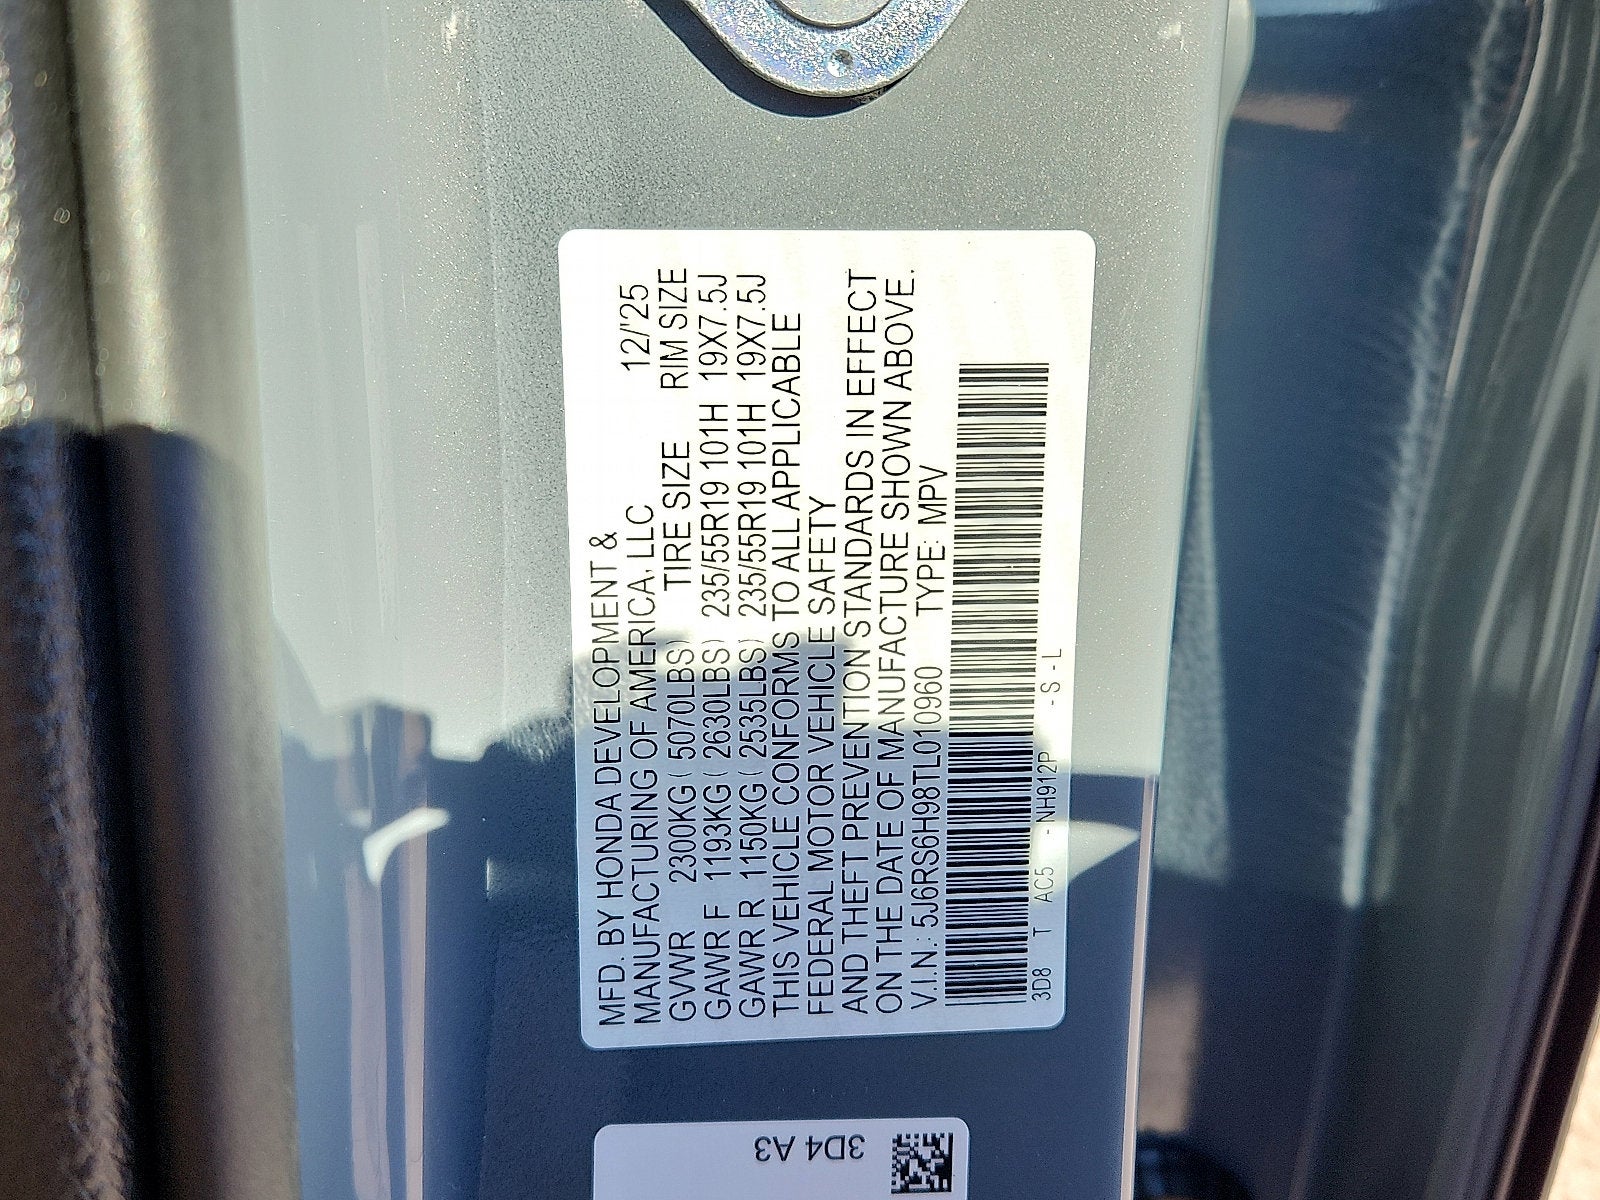 MFD. BY HONDA DEVELOPMENT &
MANUFACTURING OF AMERICA, LLC 12/'25
GVWR 2300KG ( 5070LBS) TIRE SIZE RIM SIZE
GAWR F 1193KG ( 2630LBS) 235/55R19 101H 19X7.5J
GAWR R 1150KG ( 2535LBS) 235/55R19 101H 19X7.5J
THIS VEHICLE CONFORMS TO ALL APPLICABLE
FEDERAL MOTOR VEHICLE SAFETY
AND THEFT PREVENTION STANDARDS IN EFFECT
ON THE DATE OF MANUFACTURE SHOWN ABOVE.
V.I.N.: 5J6RS6H98TL010960 TYPE: MPV
3D8 T AC5 - NH912P - S - L
3D4 A3